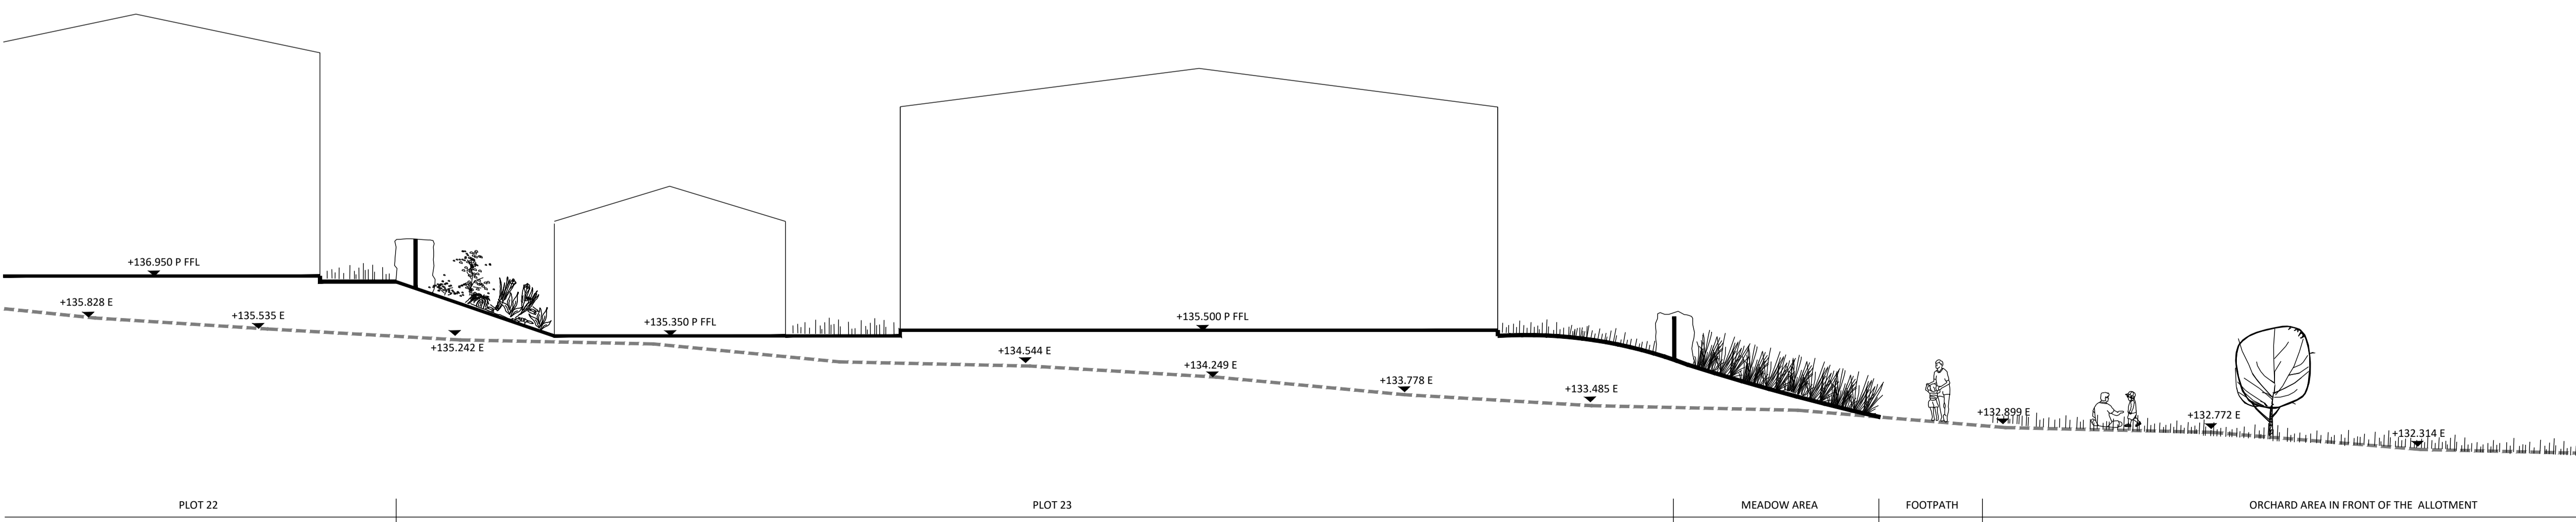 +136.950 P FFL
+135.828 E
+135.535 E
+135.242 E
+135.350 P FFL
+134.544 E
+135.500 P FFL
+134.249 E
+133.778 E
+133.485 E
+132.899 E
+132.772 E
+132.314 E
PLOT 22
PLOT 23
MEADOW AREA
FOOTPATH
ORCHARD AREA IN FRONT OF THE ALLOTMENT